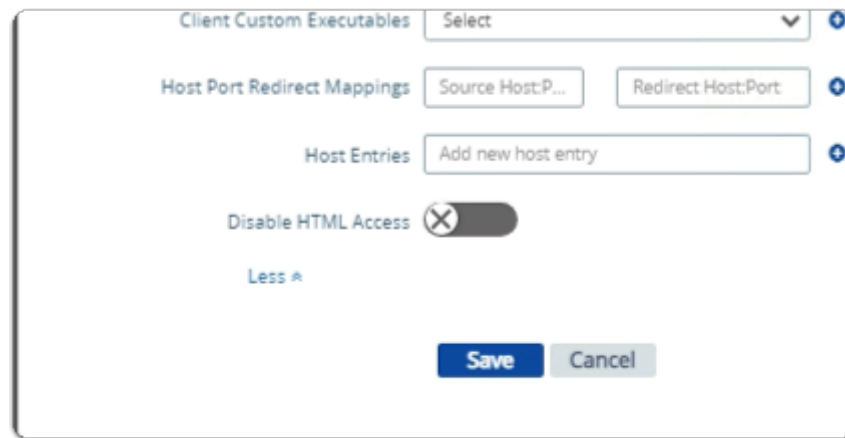 Client Custom Executables Select
Host Port Redirect Mappings Source Host:P... Redirect Host:Port
Host Entries Add new host entry
Disable HTML Access
Less
Save Cancel